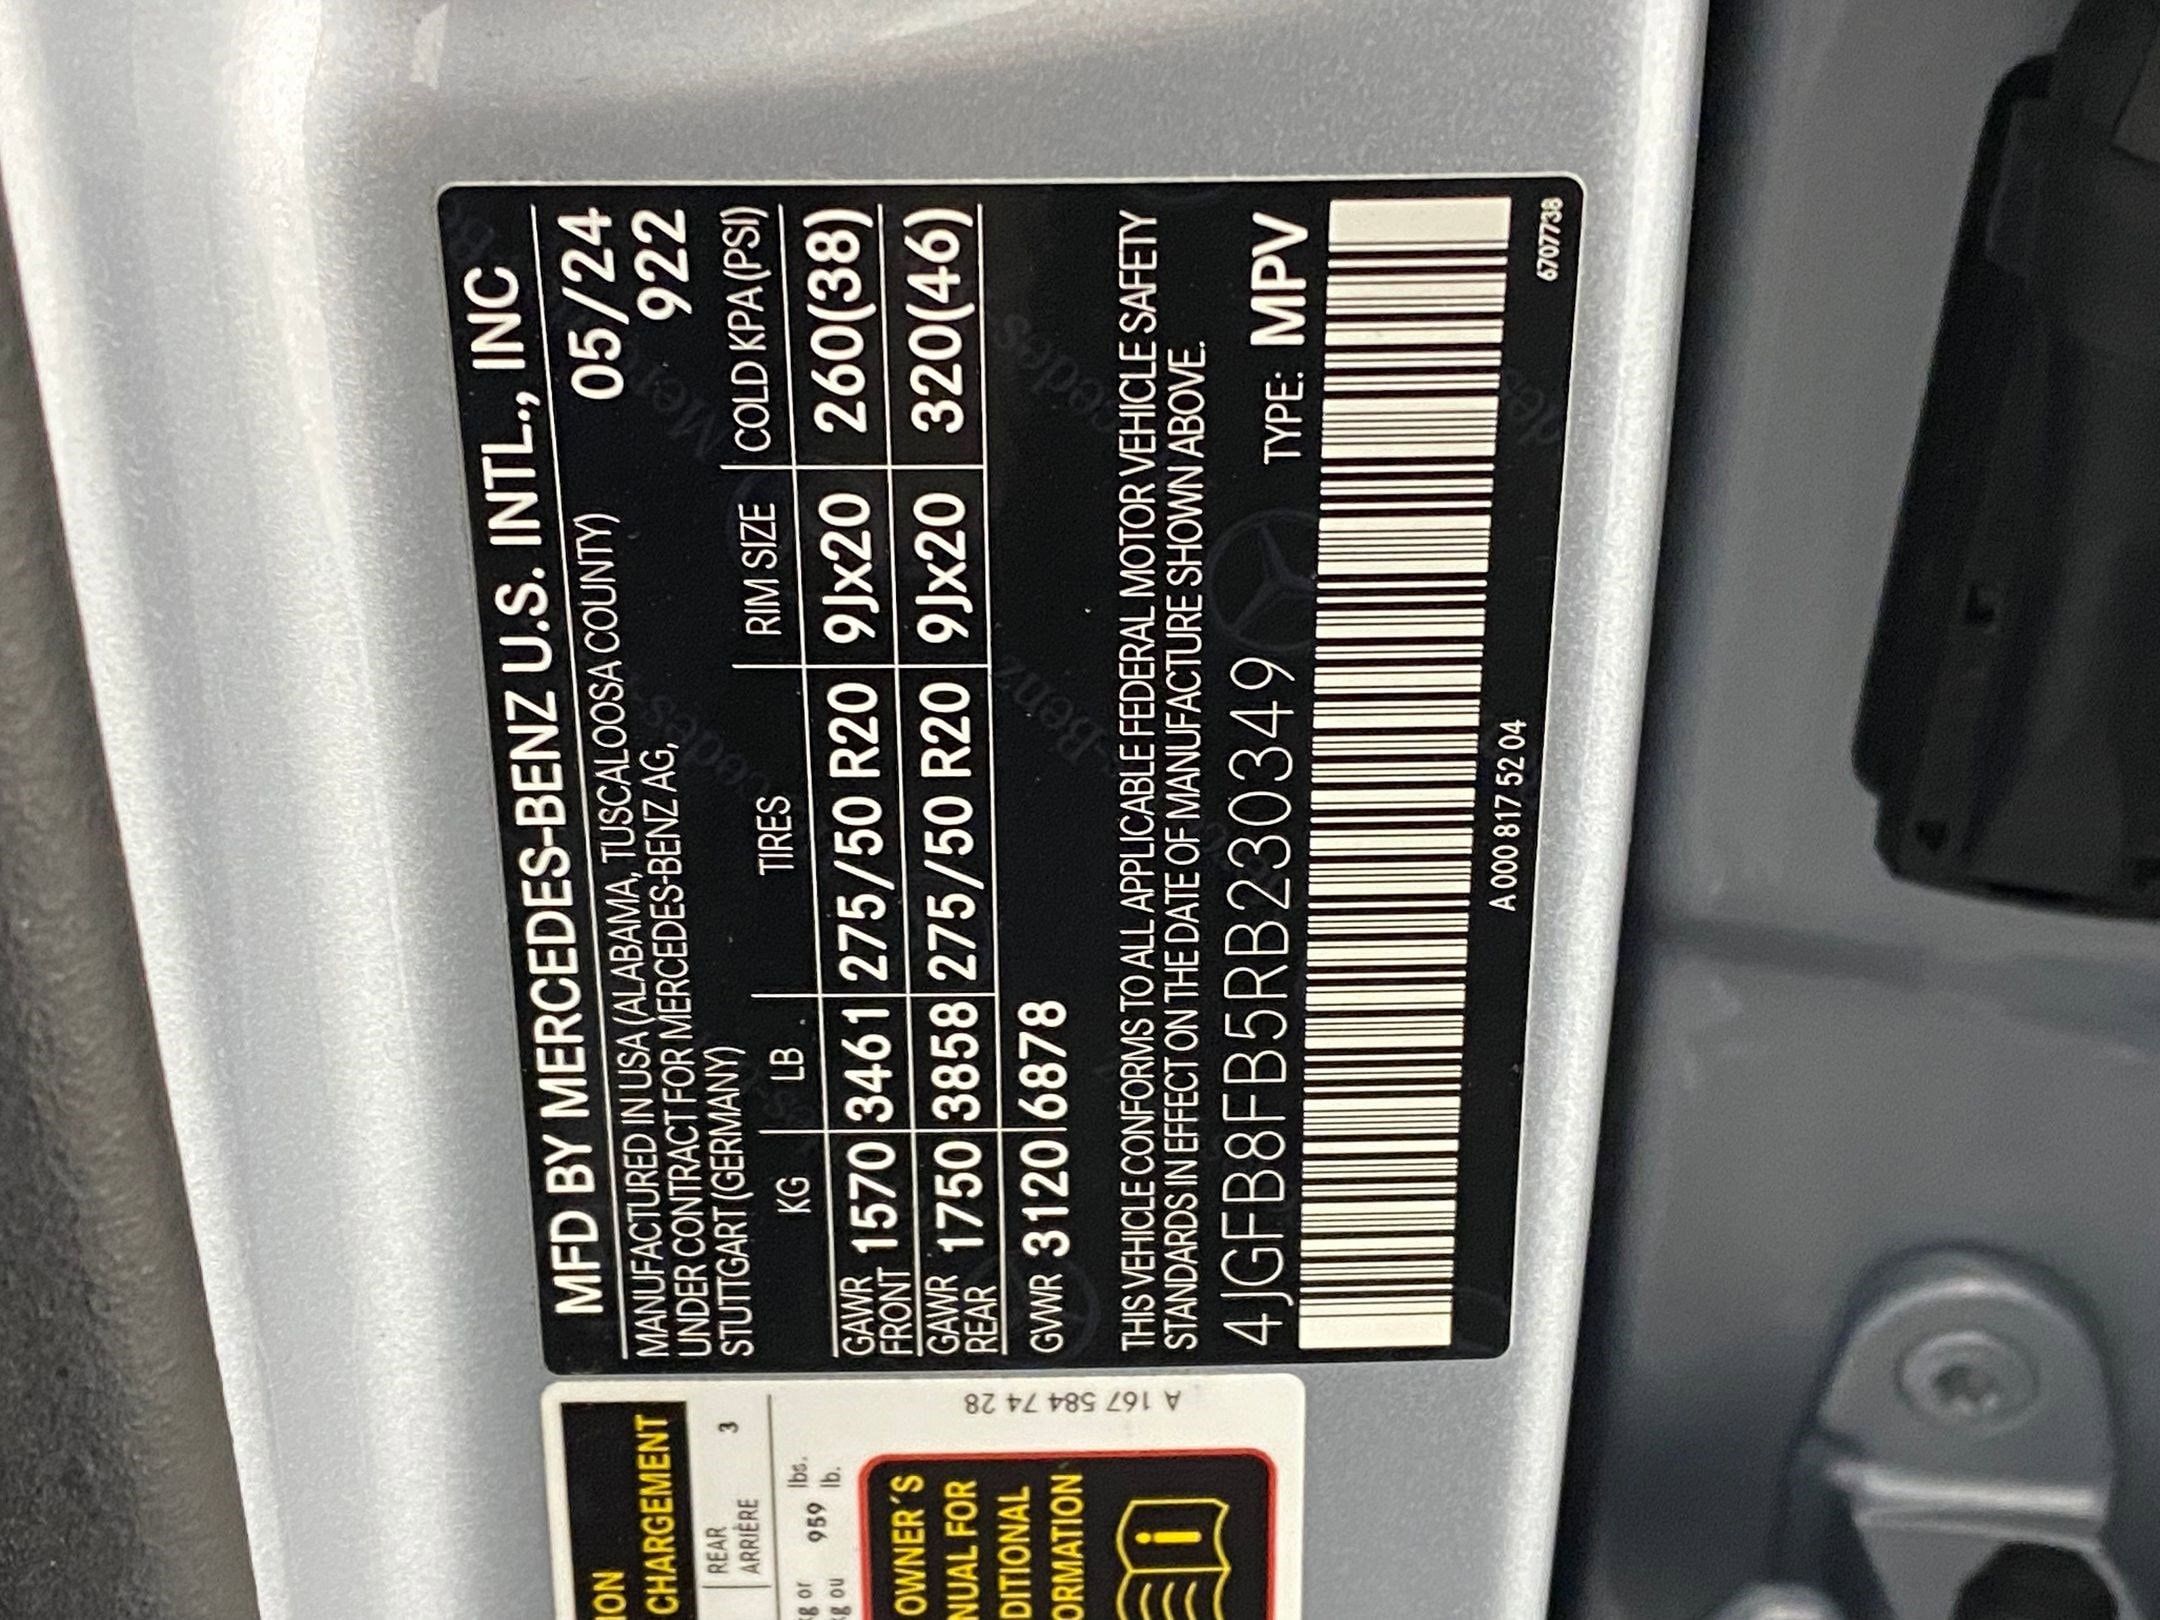 MFD BY MERCEDES-BENZ U.S. INTL., INC
MANUFACTURED IN USA (ALABAMA, TUSCALOOSA COUNTY) 05/24
UNDER CONTRACT FOR MERCEDES-BENZ AG, 922
STUTTGART (GERMANY)
KG LB TIRES RIM SIZE COLD KPA (PSI)
GAWR FRONT 1570 3461 275/50 R20 9Jx20 260(38)
GAWR REAR 1750 3858 275/50 R20 9Jx20 320(46)
GVWR 3120 6878
THIS VEHICLE CONFORMS TO ALL APPLICABLE FEDERAL MOTOR VEHICLE SAFETY
STANDARDS IN EFFECT ON THE DATE OF MANUFACTURE SHOWN ABOVE.
4JGFB8FB5RB230349 TYPE: MPV
A 000 817 52 04
6707738
CHARGEMENT
REAR 3
ARRIÈRE
kg or lbs.
kg ou 959 lb.
OWNER'S
FOR
A 167 584 74 28